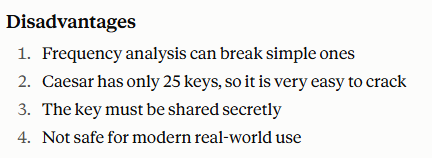 Disadvantages
1. Frequency analysis can break simple ones
2. Caesar has only 25 keys, so it is very easy to crack
3. The key must be shared secretly
4. Not safe for modern real-world use